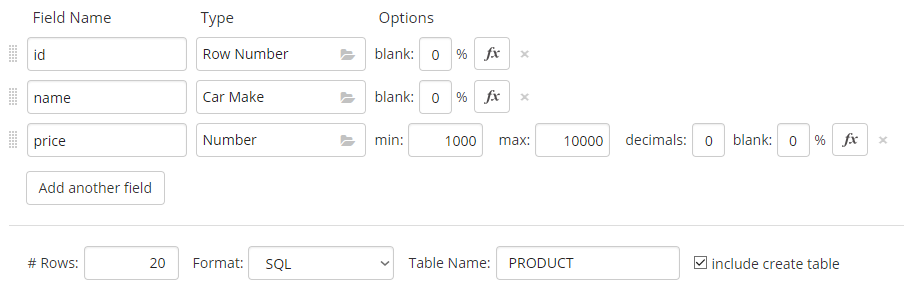 Field Name Type Options
id Row Number blank: 0 % fx ×
name Car Make blank: 0 % fx ×
price Number min: 1000 max: 10000 decimals: 0 blank: 0 % fx ×
Add another field
# Rows: 20 Format: SQL Table Name: PRODUCT include create table